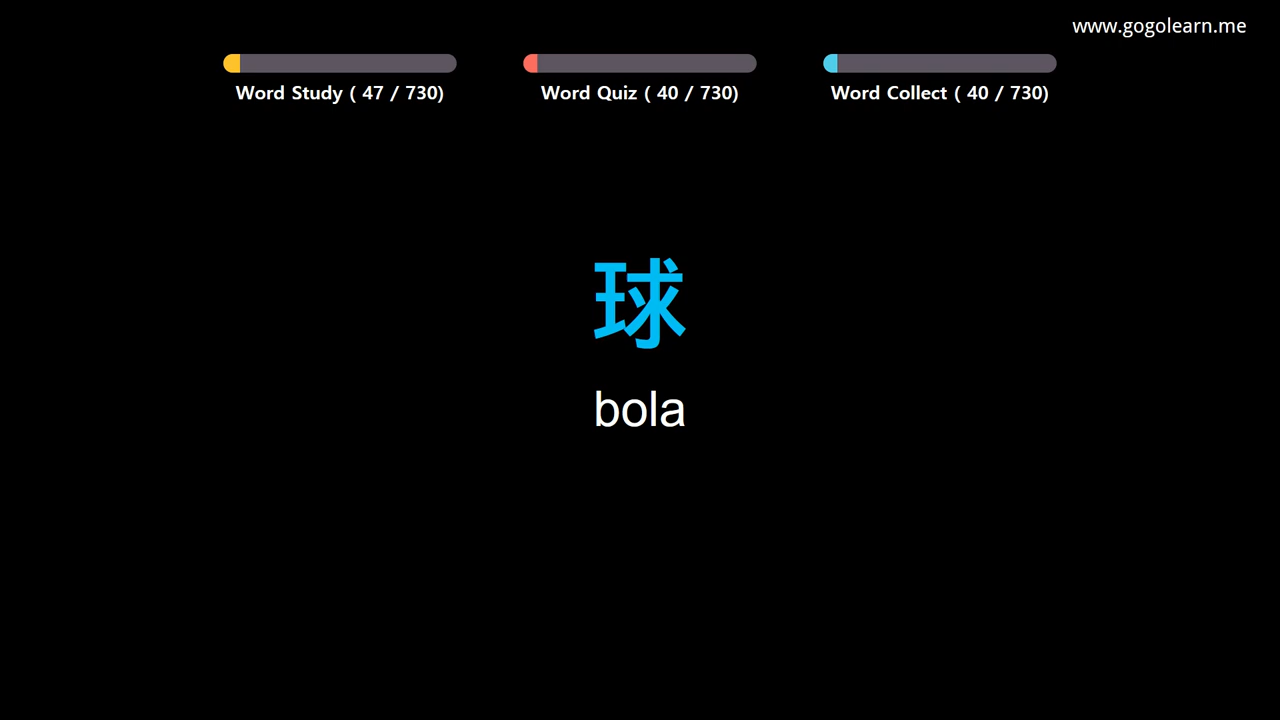 www.gogolearn.me
Word Study ( 47 / 730)
Word Quiz ( 40 / 730)
Word Collect ( 40 / 730)
球
bola